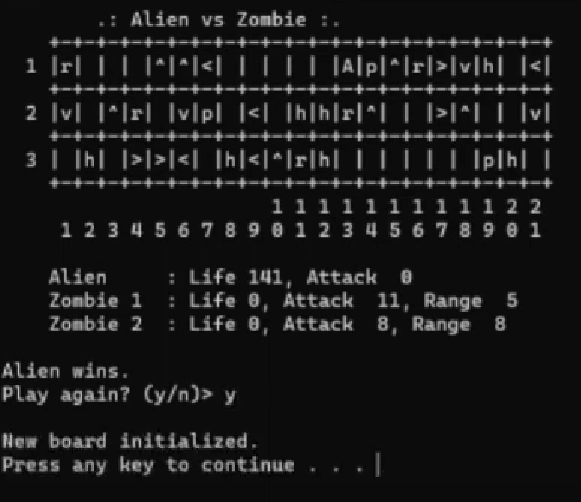 .: Alien vs Zombie :.
+-+-+-+-+-+-+-+-+-+-+-+-+-+-+-+-+-+-+-+-+-+
1 |r| | | |^|^|<| | | | | |A|p|^|r|>|v|h| |<|
+-+-+-+-+-+-+-+-+-+-+-+-+-+-+-+-+-+-+-+-+-+
2 |v| |^|r| |v|p| |<| |h|h|r|^| | |>|^| | |v|
+-+-+-+-+-+-+-+-+-+-+-+-+-+-+-+-+-+-+-+-+-+
3 | |h| |>|>|<| |h|<|^|r|h| | | | | | |p|h| |
+-+-+-+-+-+-+-+-+-+-+-+-+-+-+-+-+-+-+-+-+-+
1 1 1 1 1 1 1 1 1 1 2 2
1 2 3 4 5 6 7 8 9 0 1 2 3 4 5 6 7 8 9 0 1
Alien : Life 141, Attack 0
Zombie 1 : Life 0, Attack 11, Range 5
Zombie 2 : Life 0, Attack 8, Range 8
Alien wins.
Play again? (y/n)> y
New board initialized.
Press any key to continue . . .